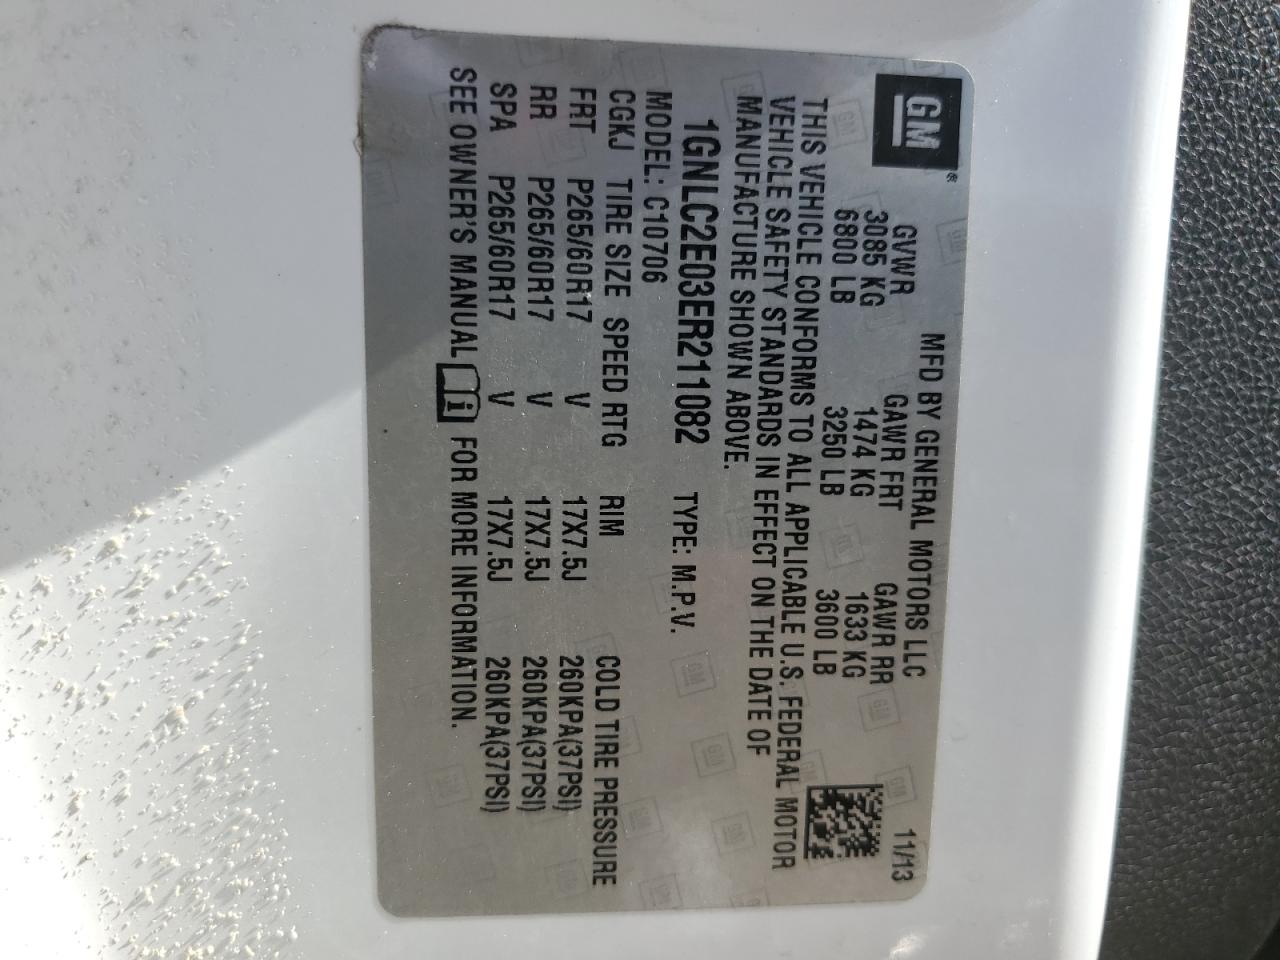 GM ®
MFD BY GENERAL MOTORS LLC 11/13
GVWR GAWR FRT GAWR RR
3085 KG 1474 KG 1633 KG
6800 LB 3250 LB 3600 LB
THIS VEHICLE CONFORMS TO ALL APPLICABLE U.S. FEDERAL MOTOR
VEHICLE SAFETY STANDARDS IN EFFECT ON THE DATE OF
MANUFACTURE SHOWN ABOVE.
1GNLC2E03ER211082 TYPE: M.P.V.
MODEL: C10706
CGKJ TIRE SIZE SPEED RTG RIM COLD TIRE PRESSURE
FRT P265/60R17 V 17X7.5J 260KPA(37PSI)
RR P265/60R17 V 17X7.5J 260KPA(37PSI)
SPA P265/60R17 V 17X7.5J 260KPA(37PSI)
SEE OWNER'S MANUAL i FOR MORE INFORMATION.